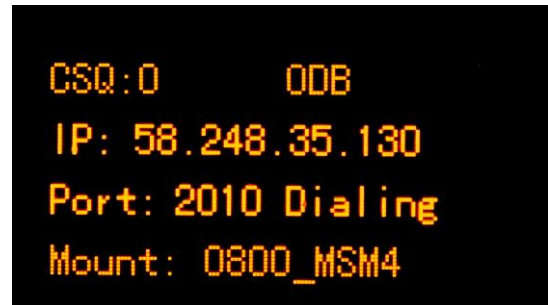 CSQ:0 0DB
IP: 58.248.35.130
Port: 2010 Dialing
Mount: 0800_MSM4